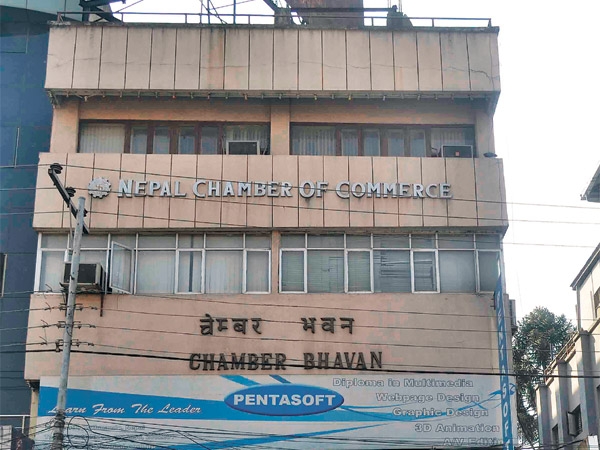 NEPAL CHAMBER OF COMMERCE
चेम्बर भवन
CHAMBER BHAVAN
Learn From The Leader
PENTASOFT
Diploma in Multimedia
Webpage Design
Graphic Design
3D Animation